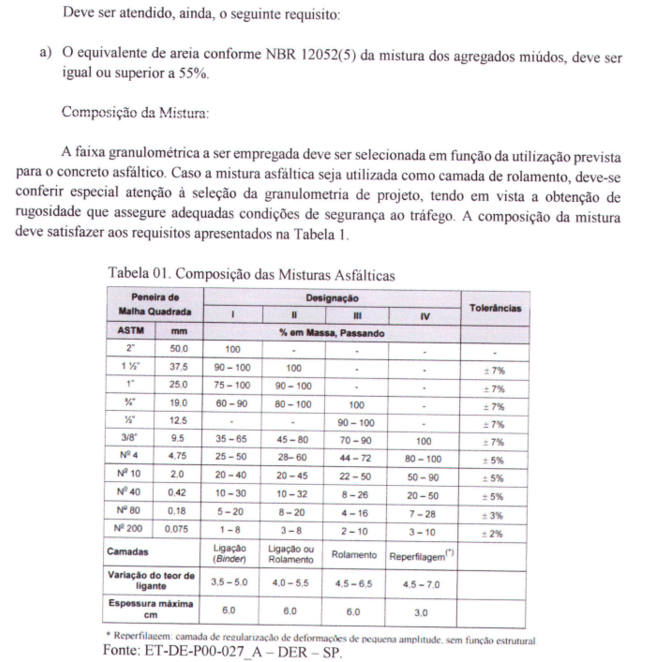 Deve ser atendido, ainda, o seguinte requisito:
a) O equivalente de areia conforme NBR 12052(5) da mistura dos agregados miúdos, deve ser
igual ou superior a 55%.
Composição da Mistura:
A faixa granulométrica a ser empregada deve ser selecionada em função da utilização prevista
para o concreto asfáltico. Caso a mistura asfáltica seja utilizada como camada de rolamento, deve-se
conferir especial atenção à seleção da granulometria de projeto, tendo em vista a obtenção de
rugosidade que assegure adequadas condições de segurança ao tráfego. A composição da mistura
deve satisfazer aos requisitos apresentados na Tabela 1.
Tabela 01. Composição das Misturas Asfálticas
Peneira de Malha Quadrada Designação Tolerâncias
I II III IV
ASTM mm % em Massa, Passando
2" 50,0 100 - - - -
1 ½" 37,5 90 – 100 100 - - ± 7%
1" 25,0 75 – 100 90 – 100 - - ± 7%
¾" 19,0 60 – 90 80 – 100 100 - ± 7%
½" 12,5 - - 90 – 100 - ± 7%
3/8" 9,5 35 – 65 45 – 80 70 – 90 100 ± 7%
Nº 4 4,75 25 – 50 28– 60 44 – 72 80 – 100 ± 5%
Nº 10 2,0 20 – 40 20 – 45 22 – 50 50 – 90 ± 5%
Nº 40 0,42 10 – 30 10 – 32 8 – 26 20 – 50 ± 5%
Nº 80 0,18 5 – 20 8 – 20 4 – 16 7 – 28 ± 3%
Nº 200 0,075 1 – 8 3 – 8 2 – 10 3 – 10 ± 2%
Camadas Ligação (Binder) Ligação ou Rolamento Rolamento Reperfilagem(*)
Variação do teor de ligante 3,5 – 5,0 4,0 – 5,5 4,5 – 6,5 4,5 – 7,0
Espessura máxima cm 6,0 6,0 6,0 3,0
* Reperfilagem: camada de regularização de deformações de pequena amplitude, sem função estrutural
Fonte: ET-DE-P00-027_A – DER – SP.